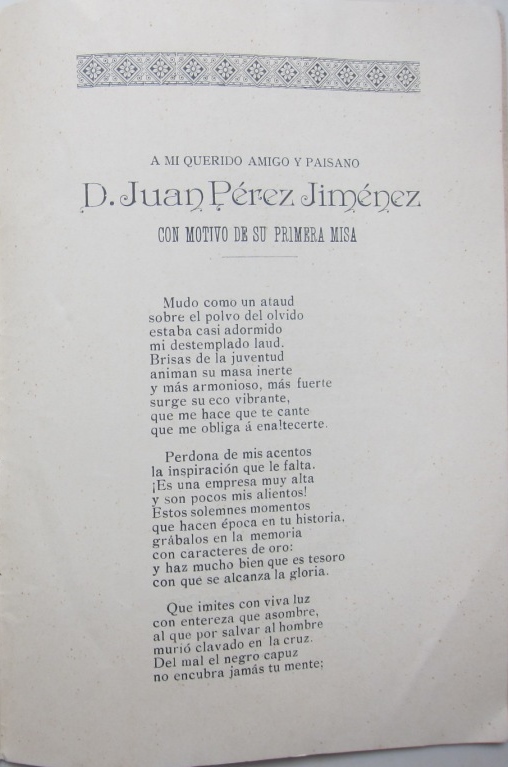 A MI QUERIDO AMIGO Y PAISANO
D. Juan Pérez Jiménez
CON MOTIVO DE SU PRIMERA MISA
Mudo como un ataud
sobre el polvo del olvido
estaba casi adormido
mi destemplado laud.
Brisas de la juventud
animan su masa inerte
y más armonioso, más fuerte
surge su eco vibrante,
que me hace que te cante
que me obliga á ena!tecerte.
Perdona de mis acentos
la inspiración que le falta.
¡Es una empresa muy alta
y son pocos mis alientos!
Estos solemnes momentos
que hacen época en tu historia,
grábalos en la memoria
con caracteres de oro:
y haz mucho bien que es tesoro
con que se alcanza la gloria.
Que imites con viva luz
con entereza que asombre,
al que por salvar al hombre
murió clavado en la cruz.
Del mal el negro capuz
no encubra jamás tu mente;